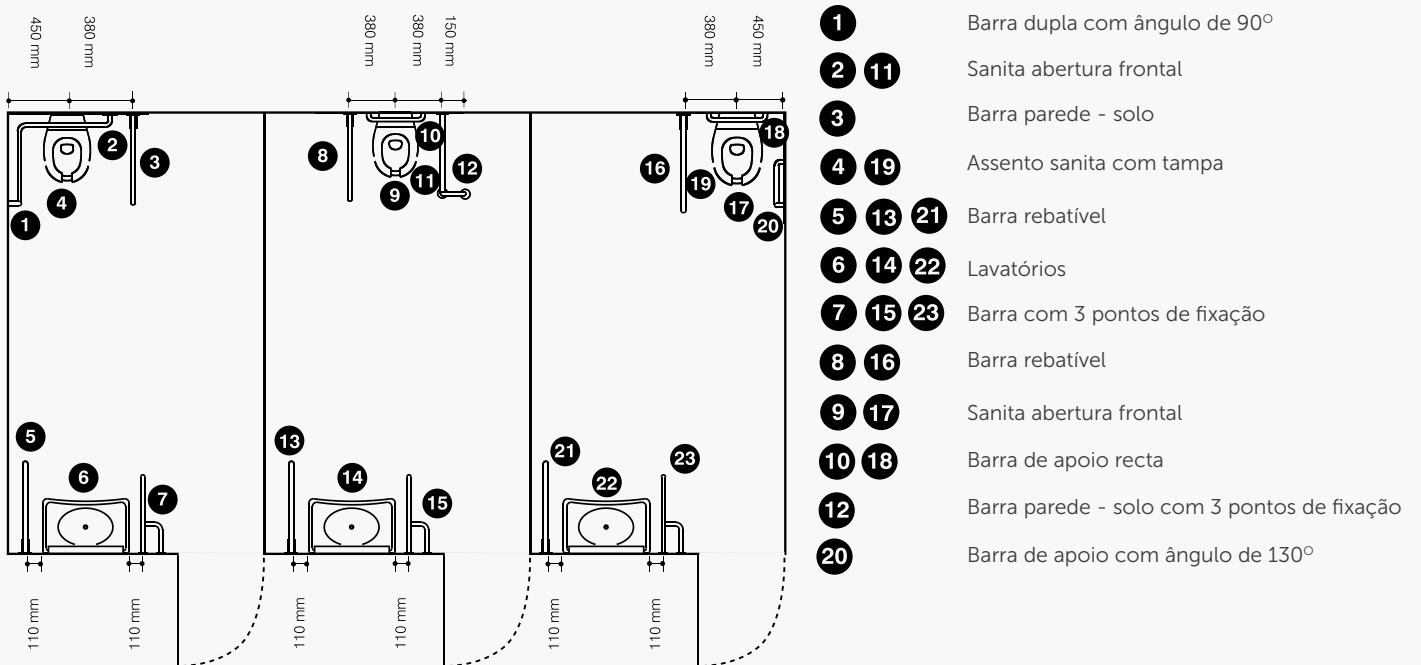 450 mm 380 mm 380 mm 380 mm 150 mm 380 mm 450 mm
1 Barra dupla com ângulo de 90º
2 11 Sanita abertura frontal
3 Barra parede - solo
4 19 Assento sanita com tampa
5 13 21 Barra rebatível
6 14 22 Lavatórios
7 15 23 Barra com 3 pontos de fixação
8 16 Barra rebatível
9 17 Sanita abertura frontal
10 18 Barra de apoio recta
12 Barra parede - solo com 3 pontos de fixação
20 Barra de apoio com ângulo de 130º
2 3 4 1
8 10 11 12 9
16 18 19 17 20
5 6 7
13 14 15
21 22 23
110 mm 110 mm 110 mm 110 mm 110 mm 110 mm